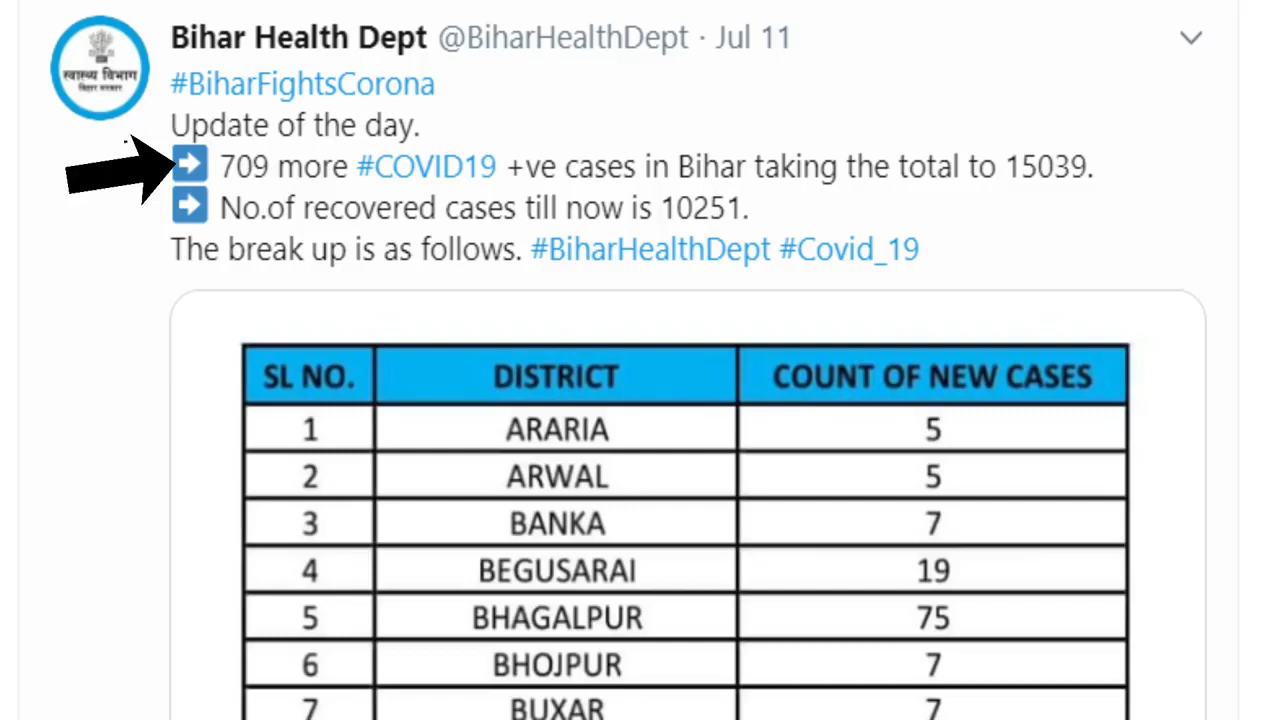 Bihar Health Dept @BiharHealthDept · Jul 11
स्वास्थ्य विभाग
बिहार सरकार
#BiharFightsCorona
Update of the day.
➡️ 709 more #COVID19 +ve cases in Bihar taking the total to 15039.
➡️ No.of recovered cases till now is 10251.
The break up is as follows. #BiharHealthDept #Covid_19
SL NO. DISTRICT COUNT OF NEW CASES
1 ARARIA 5
2 ARWAL 5
3 BANKA 7
4 BEGUSARAI 19
5 BHAGALPUR 75
6 BHOJPUR 7
7 BUXAR 7